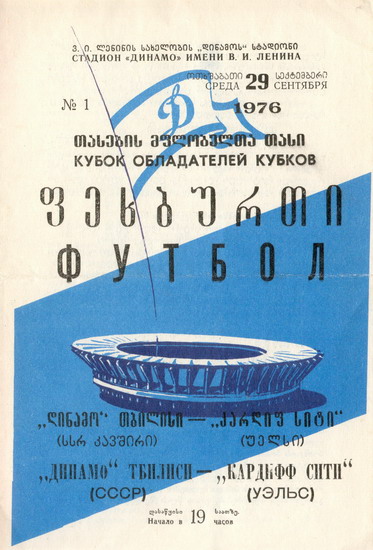 ვ. ი. ლენინის სახელობის „დინამოს“ სტადიონი
СТАДИОН «ДИНАМО» ИМЕНИ В. И. ЛЕНИНА
ოთხშაბათი 29 სექტემბერი
СРЕДА 29 СЕНТЯБРЯ
№ 1
Д
1976
თასების მფლობელთა თასი
КУБОК ОБЛАДАТЕЛЕЙ КУБКОВ
ფეხბურთი
ФУТБОЛ
„დინამო“ თბილისი—„კარდიფ სიტი“
(სსრ კავშირი) (უელსი)
„ДИНАМО“ ТБИЛИСИ—„КАРДИФФ СИТИ“
(СССР) (УЭЛЬС)
დასაწყისი 19 საათზე.
Начало в 19 часов